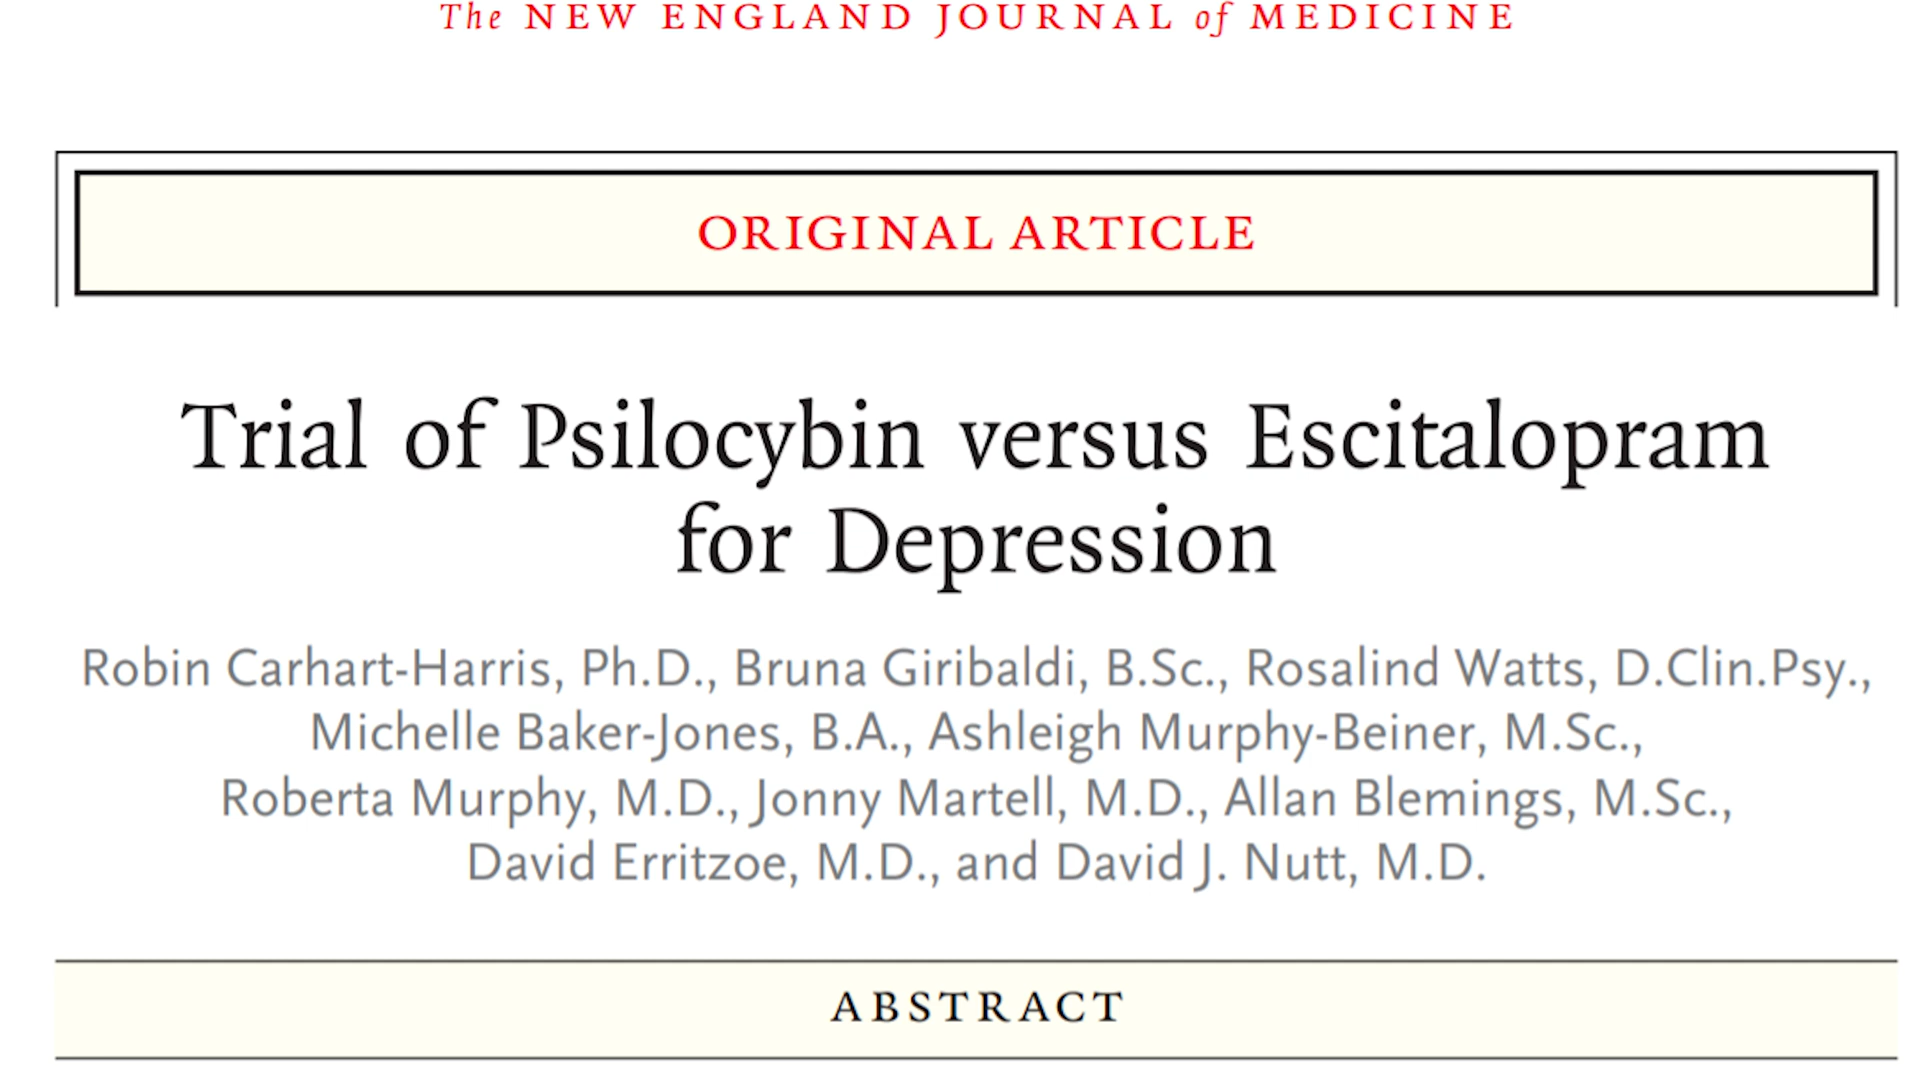 The NEW ENGLAND JOURNAL of MEDICINE
ORIGINAL ARTICLE
Trial of Psilocybin versus Escitalopram
for Depression
Robin Carhart-Harris, Ph.D., Bruna Giribaldi, B.Sc., Rosalind Watts, D.Clin.Psy.,
Michelle Baker-Jones, B.A., Ashleigh Murphy-Beiner, M.Sc.,
Roberta Murphy, M.D., Jonny Martell, M.D., Allan Blemings, M.Sc.,
David Erritzoe, M.D., and David J. Nutt, M.D.
ABSTRACT